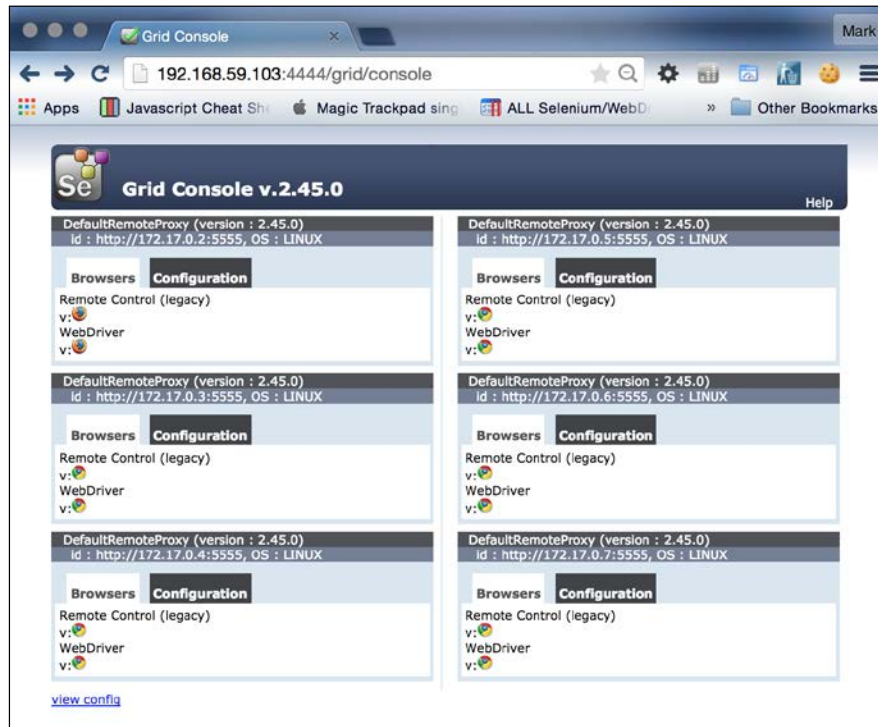 Grid Console
Mark
192.168.59.103:4444/grid/console
Apps
Javascript Cheat Sh
Magic Trackpad sing
ALL Selenium/WebD
»
Other Bookmarks
Se
Grid Console v.2.45.0
Help
DefaultRemoteProxy (version : 2.45.0)
id : http://172.17.0.2:5555, OS : LINUX
Browsers Configuration
Remote Control (legacy)
v:
WebDriver
v:
DefaultRemoteProxy (version : 2.45.0)
id : http://172.17.0.3:5555, OS : LINUX
Browsers Configuration
Remote Control (legacy)
v:
WebDriver
v:
DefaultRemoteProxy (version : 2.45.0)
id : http://172.17.0.4:5555, OS : LINUX
Browsers Configuration
Remote Control (legacy)
v:
WebDriver
v:
DefaultRemoteProxy (version : 2.45.0)
id : http://172.17.0.5:5555, OS : LINUX
Browsers Configuration
Remote Control (legacy)
v:
WebDriver
v:
DefaultRemoteProxy (version : 2.45.0)
id : http://172.17.0.6:5555, OS : LINUX
Browsers Configuration
Remote Control (legacy)
v:
WebDriver
v:
DefaultRemoteProxy (version : 2.45.0)
id : http://172.17.0.7:5555, OS : LINUX
Browsers Configuration
Remote Control (legacy)
v:
WebDriver
v:
view config